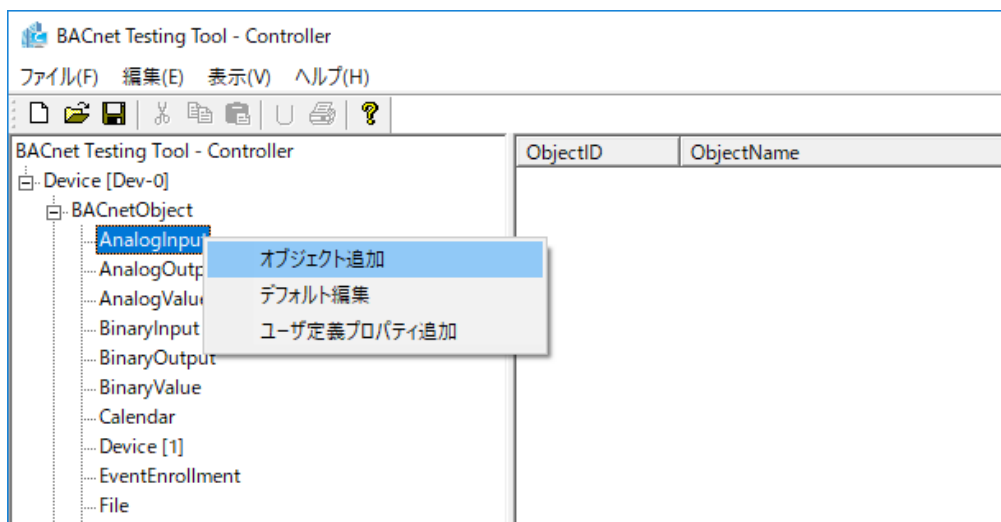 BACnet Testing Tool - Controller
ファイル(F) 編集(E) 表示(V) ヘルプ(H)
BACnet Testing Tool - Controller
ObjectID ObjectName
Device [Dev-0]
BACnetObject
AnalogInput
オブジェクト追加
AnalogOutp
デフォルト編集
AnalogValue
BinaryInput
ユーザ定義プロパティ追加
BinaryOutput
BinaryValue
Calendar
Device [1]
EventEnrollment
File